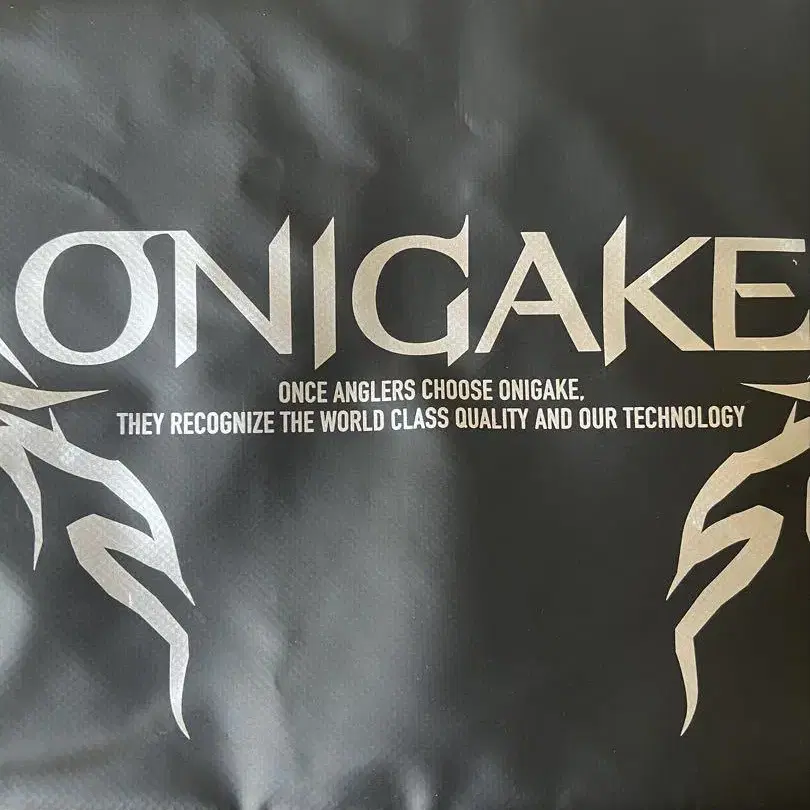 ONIGAKE
ONCE ANGLERS CHOOSE ONIGAKE,
THEY RECOGNIZE THE WORLD CLASS QUALITY AND OUR TECHNOLOGY